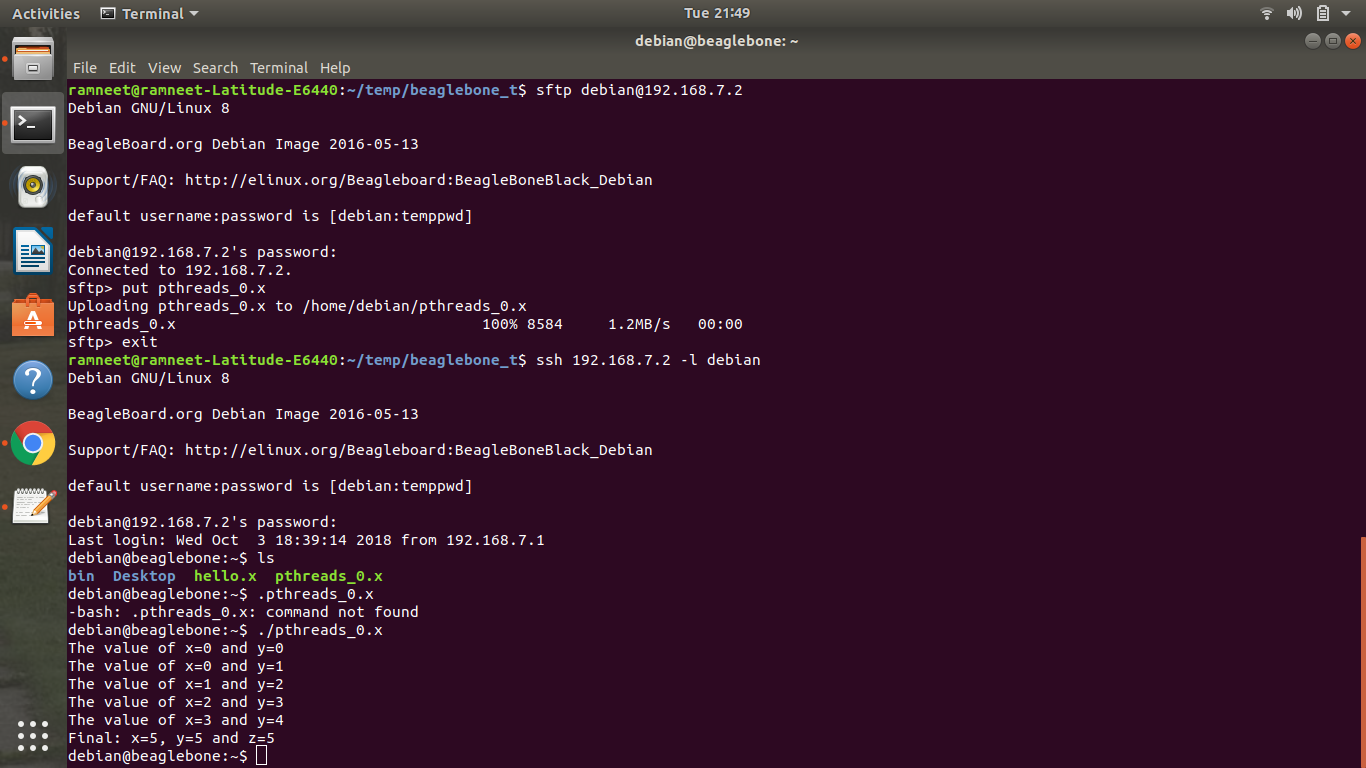 Activities Terminal Tue 21:49
debian@beaglebone: ~
File Edit View Search Terminal Help
ramneet@ramneet-Latitude-E6440:~/temp/beaglebone_t$ sftp debian@192.168.7.2
Debian GNU/Linux 8
BeagleBoard.org Debian Image 2016-05-13
Support/FAQ: http://elinux.org/Beagleboard:BeagleBoneBlack_Debian
default username:password is [debian:temppwd]
debian@192.168.7.2's password:
Connected to 192.168.7.2.
sftp> put pthreads_0.x
Uploading pthreads_0.x to /home/debian/pthreads_0.x
pthreads_0.x 100% 8584 1.2MB/s 00:00
sftp> exit
ramneet@ramneet-Latitude-E6440:~/temp/beaglebone_t$ ssh 192.168.7.2 -l debian
Debian GNU/Linux 8
BeagleBoard.org Debian Image 2016-05-13
Support/FAQ: http://elinux.org/Beagleboard:BeagleBoneBlack_Debian
default username:password is [debian:temppwd]
debian@192.168.7.2's password:
Last login: Wed Oct  3 18:39:14 2018 from 192.168.7.1
debian@beaglebone:~$ ls
bin  Desktop  hello.x  pthreads_0.x
debian@beaglebone:~$ .pthreads_0.x
-bash: .pthreads_0.x: command not found
debian@beaglebone:~$ ./pthreads_0.x
The value of x=0 and y=0
The value of x=0 and y=1
The value of x=1 and y=2
The value of x=2 and y=3
The value of x=3 and y=4
Final: x=5, y=5 and z=5
debian@beaglebone:~$